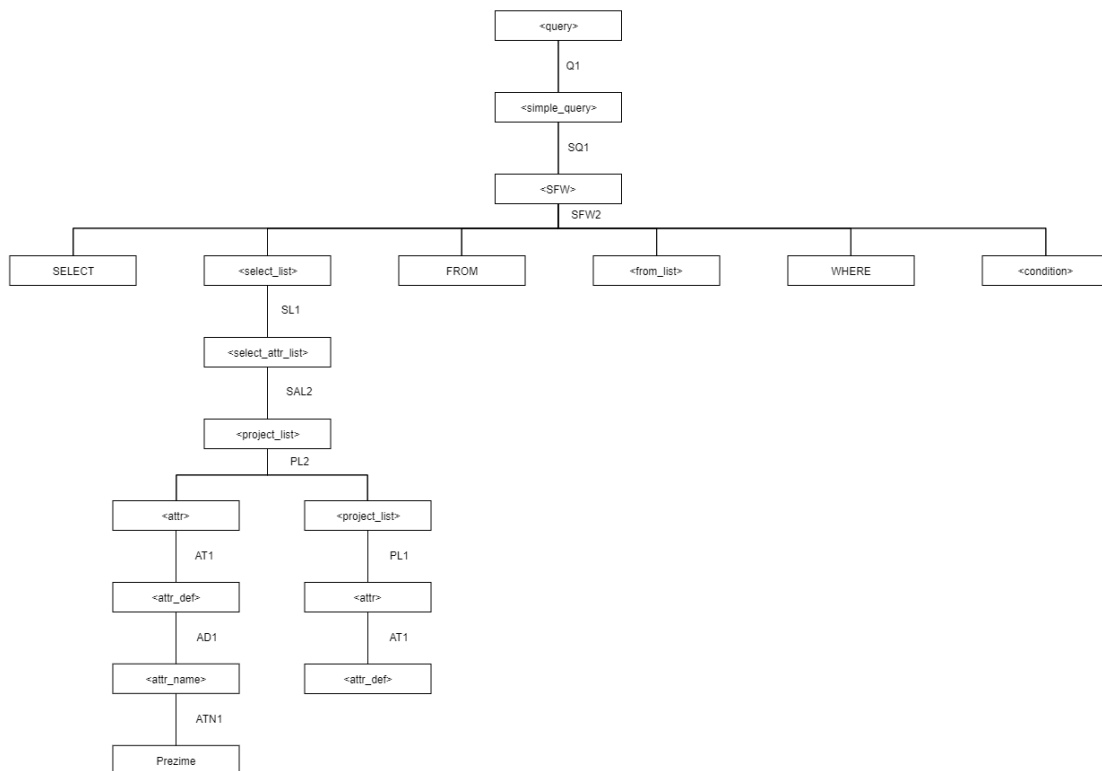 <query>
Q1
<simple_query>
SQ1
<SFW>
SFW2
SELECT
<select_list>
FROM
<from_list>
WHERE
<condition>
SL1
<select_attr_list>
SAL2
<project_list>
PL2
<attr>
<project_list>
AT1
PL1
<attr_def>
<attr>
AD1
AT1
<attr_name>
<attr_def>
ATN1
Prezime